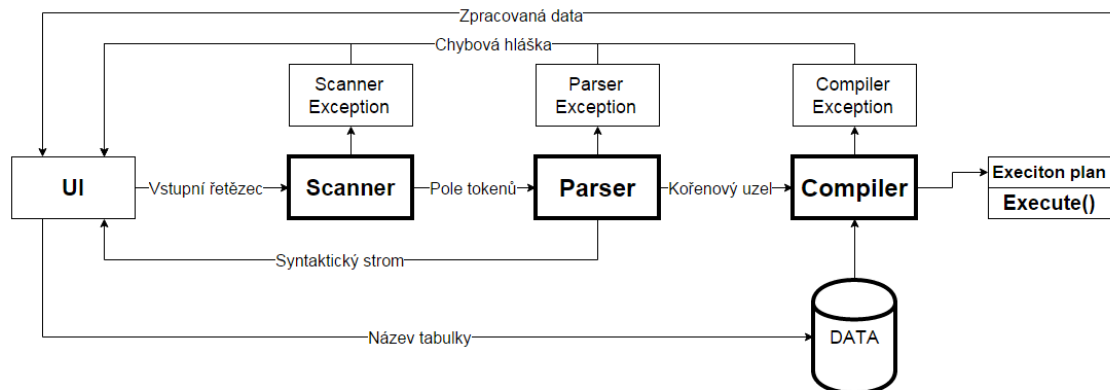 Zpracovaná data
Chybová hláška
Scanner
Exception
Parser
Exception
Compiler
Exception
UI
Vstupní řetězec
Scanner
Pole tokenů
Parser
Kořenový uzel
Compiler
Execiton plan
Execute()
Syntaktický strom
Název tabulky
DATA